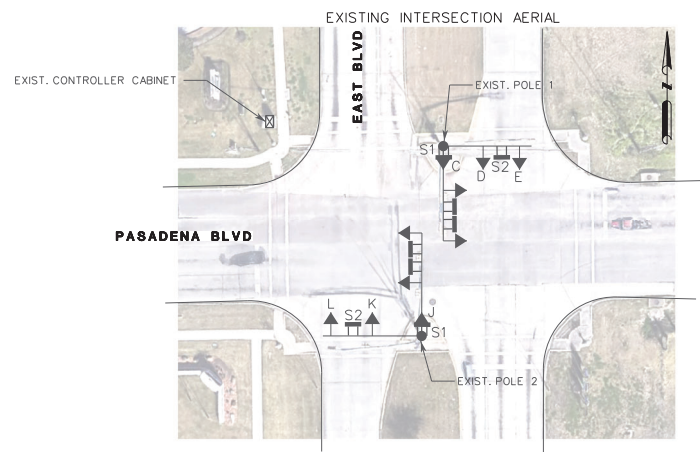 EXISTING INTERSECTION AERIAL
EAST BLVD
N
EXIST. CONTROLLER CABINET
EXIST. POLE 1
S1
C
D
S2
E
PASADENA BLVD
L
S2
K
J
S1
EXIST. POLE 2